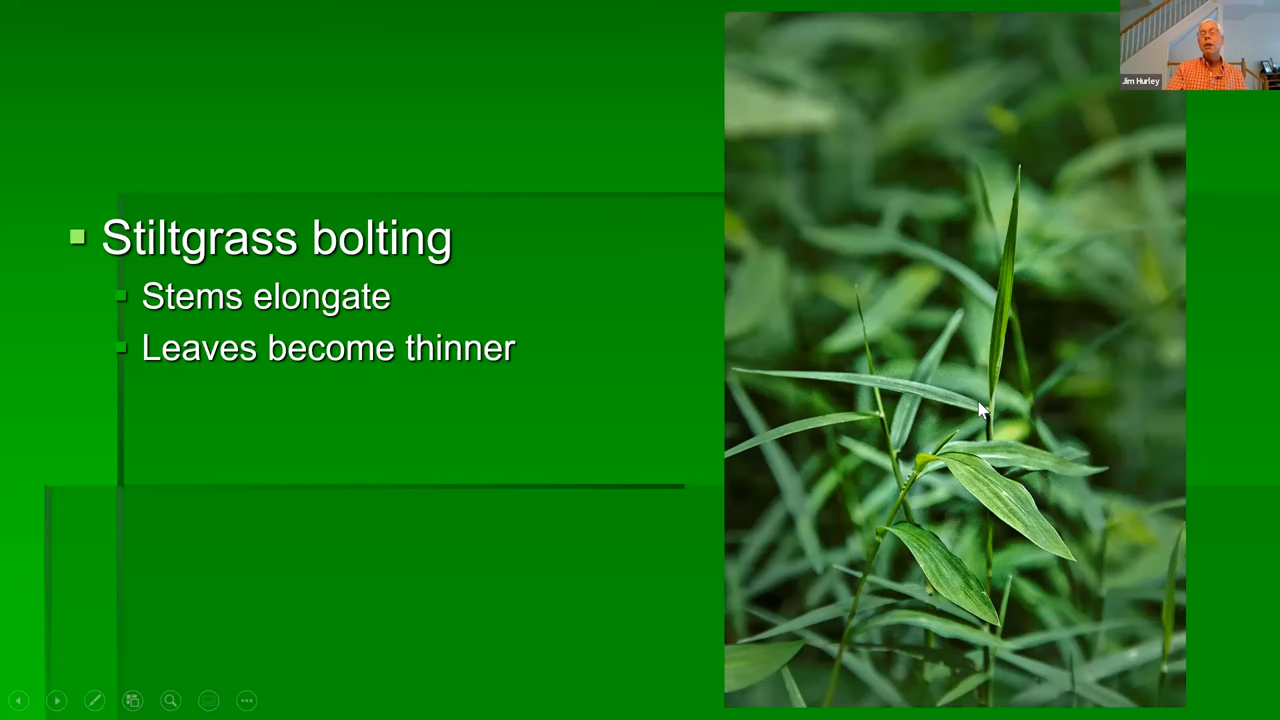 Stiltgrass bolting
Stems elongate
Leaves become thinner
Jim Hurley